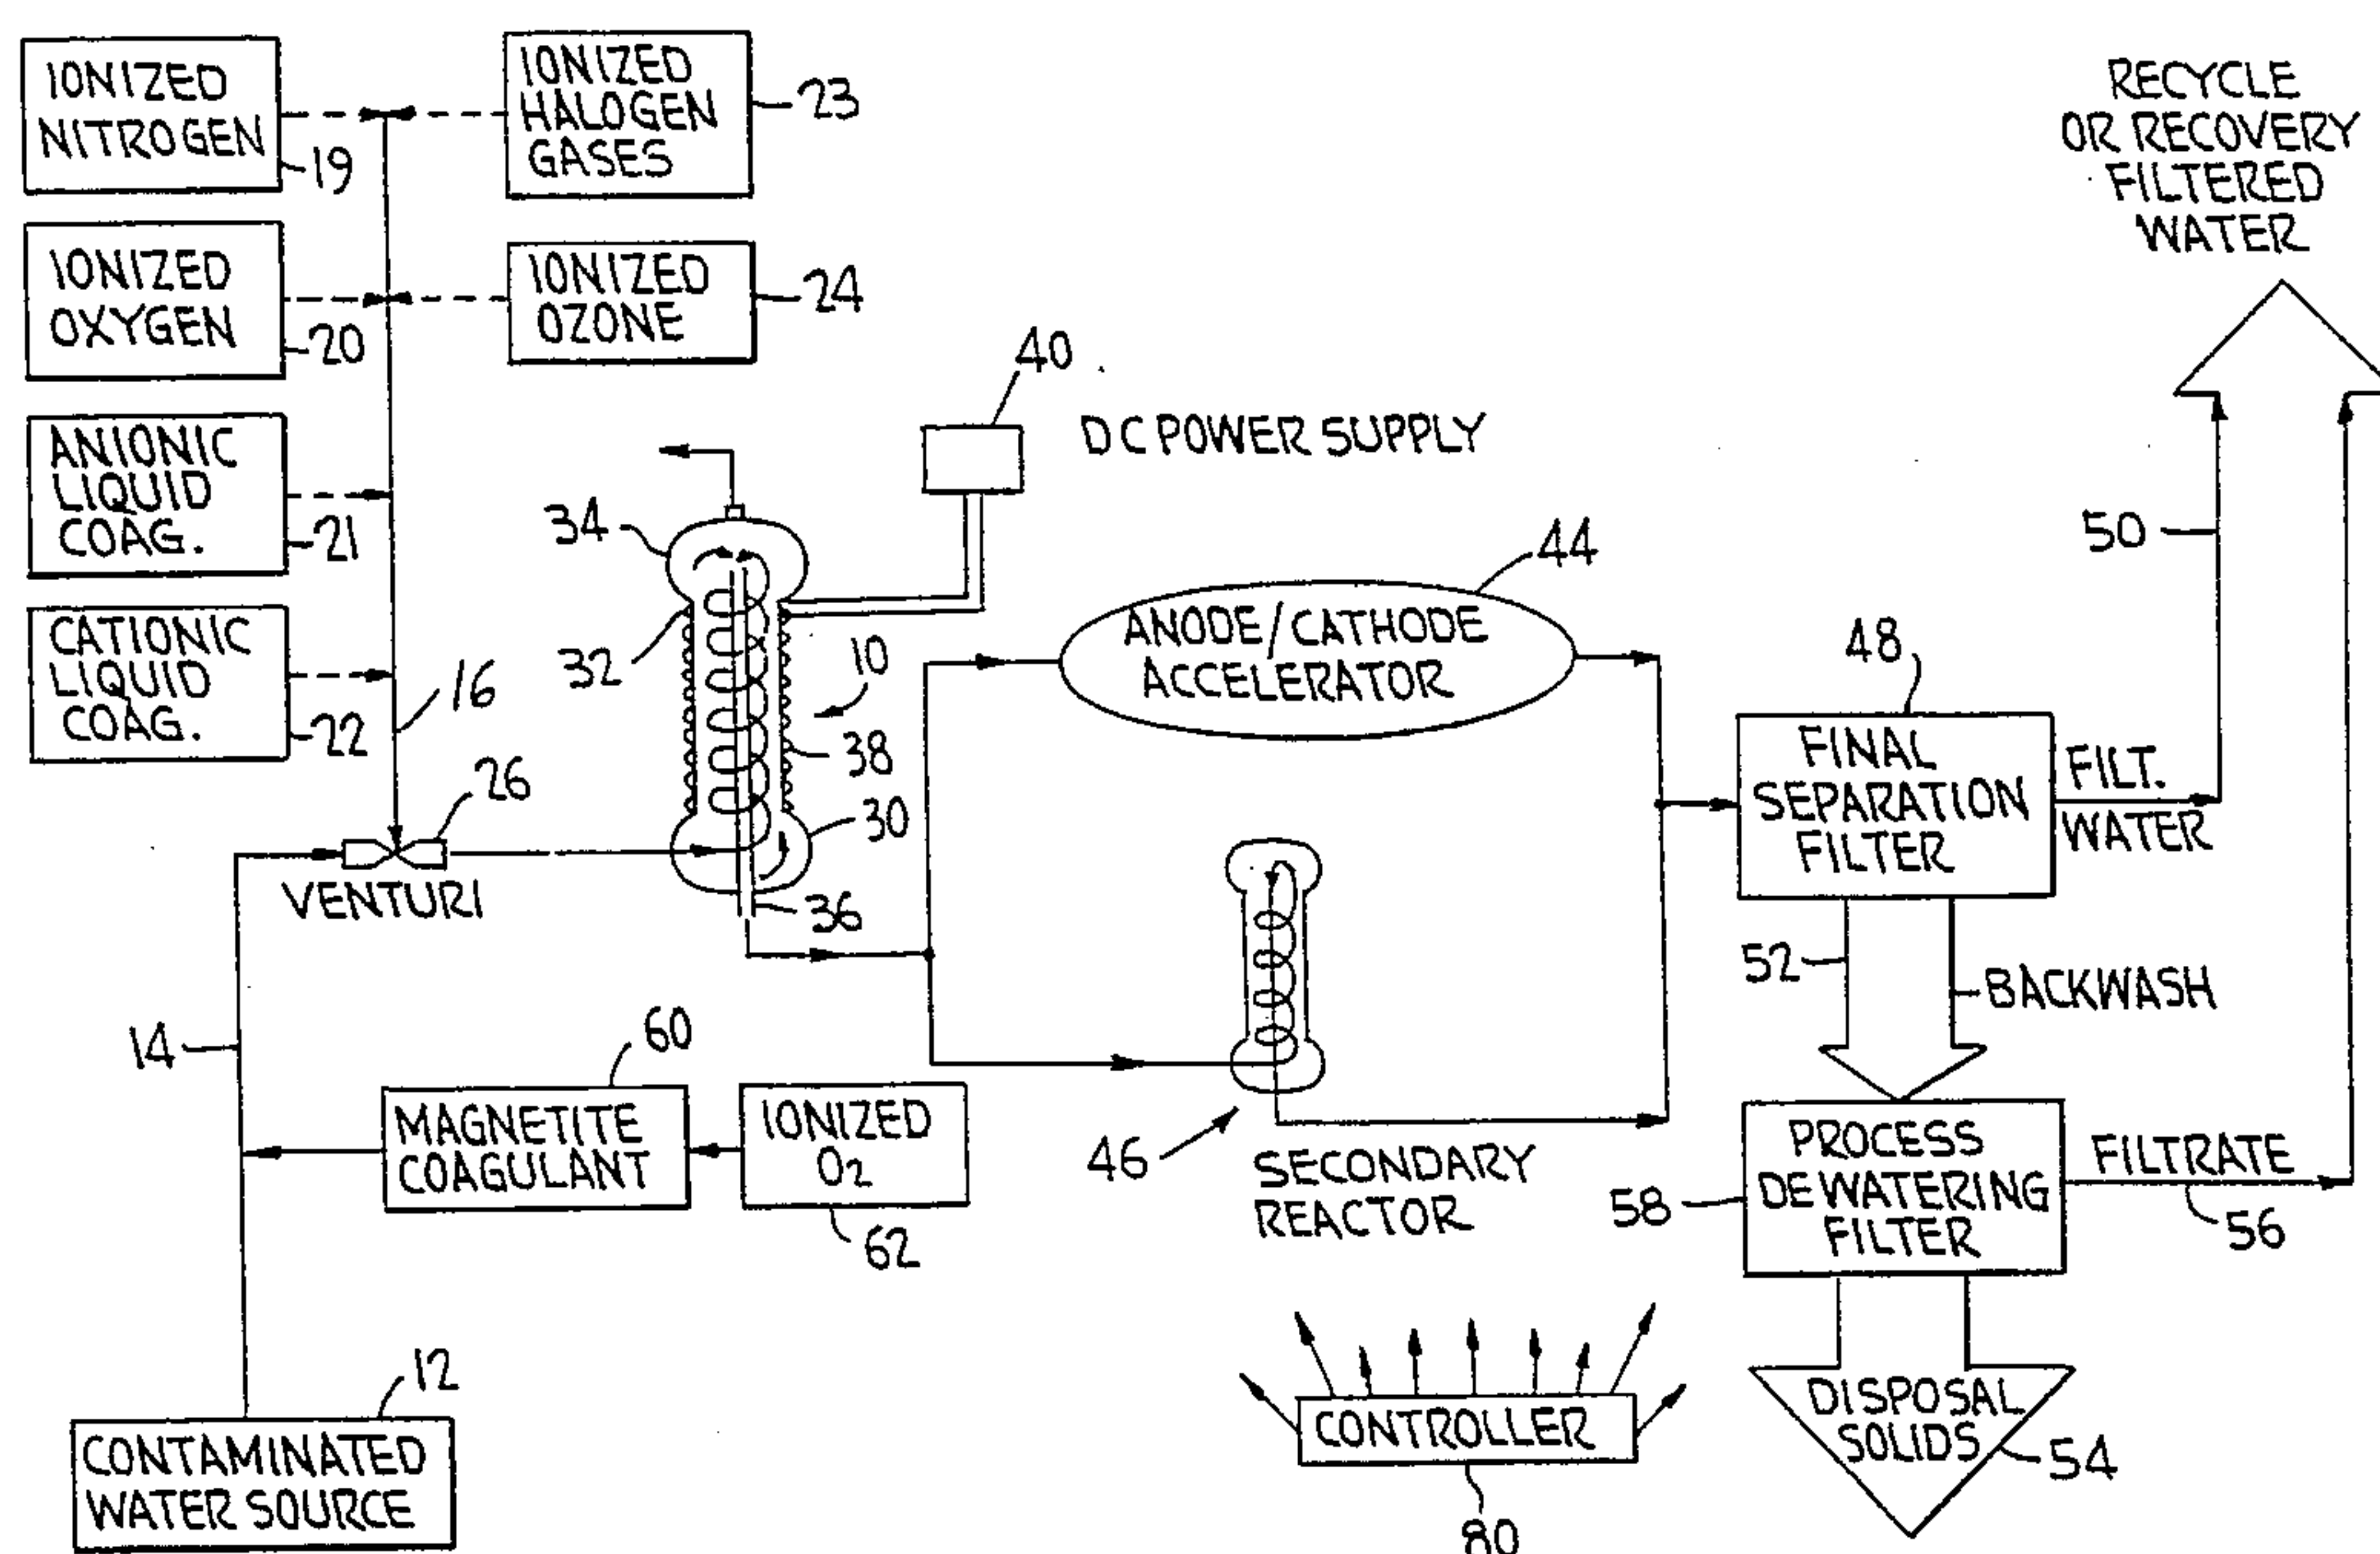 IONIZED
NITROGEN
19
IONIZED
HALOGEN
GASES
23
RECYCLE
OR RECOVERY
FILTERED
WATER
IONIZED
OXYGEN
20
IONIZED
OZONE
24
40
DC POWER SUPPLY
ANIONIC
LIQUID
COAG.
21
34
44
50
CATIONIC
LIQUID
COAG.
22
16
32
10
ANODE/CATHODE
ACCELERATOR
48
38
26
30
VENTURI
36
FINAL
SEPARATION
FILTER
FILT.
WATER
52
BACKWASH
14
60
MAGNETITE
COAGULANT
IONIZED
O2
62
46
SECONDARY
REACTOR
58
PROCESS
DEWATERING
FILTER
FILTRATE
56
12
CONTAMINATED
WATER SOURCE
CONTROLLER
80
DISPOSAL
SOLIDS
54